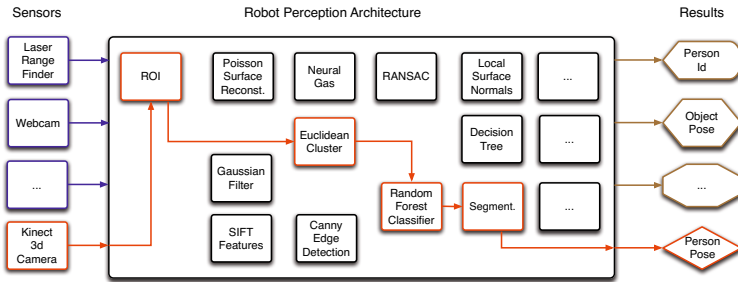 Sensors
Robot Perception Architecture
Results
Laser
Range
Finder
Webcam
...
Kinect
3d
Camera
ROI
Poisson
Surface
Reconst.
Neural
Gas
RANSAC
Local
Surface
Normals
...
Euclidean
Cluster
Decision
Tree
...
Gaussian
Filter
Random
Forest
Classifier
Segment.
...
SIFT
Features
Canny
Edge
Detection
Person
Id
Object
Pose
...
Person
Pose